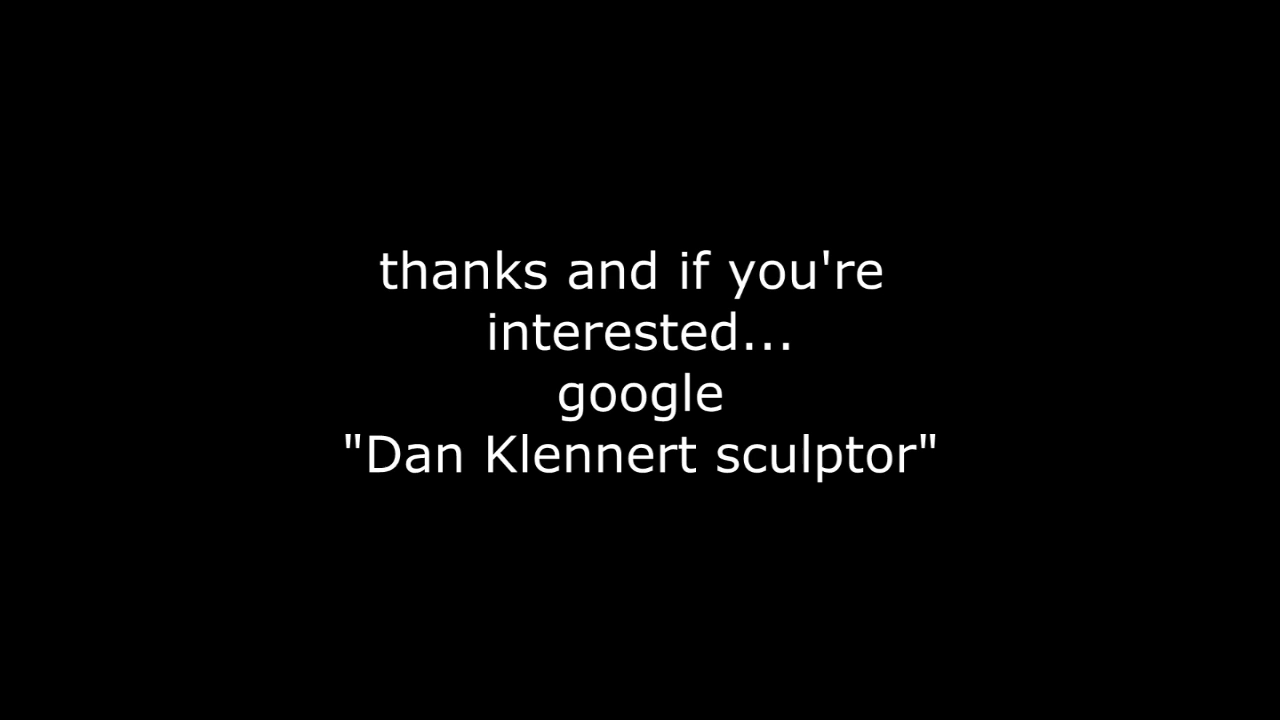 thanks and if you're
interested...
google
"Dan Klennert sculptor"